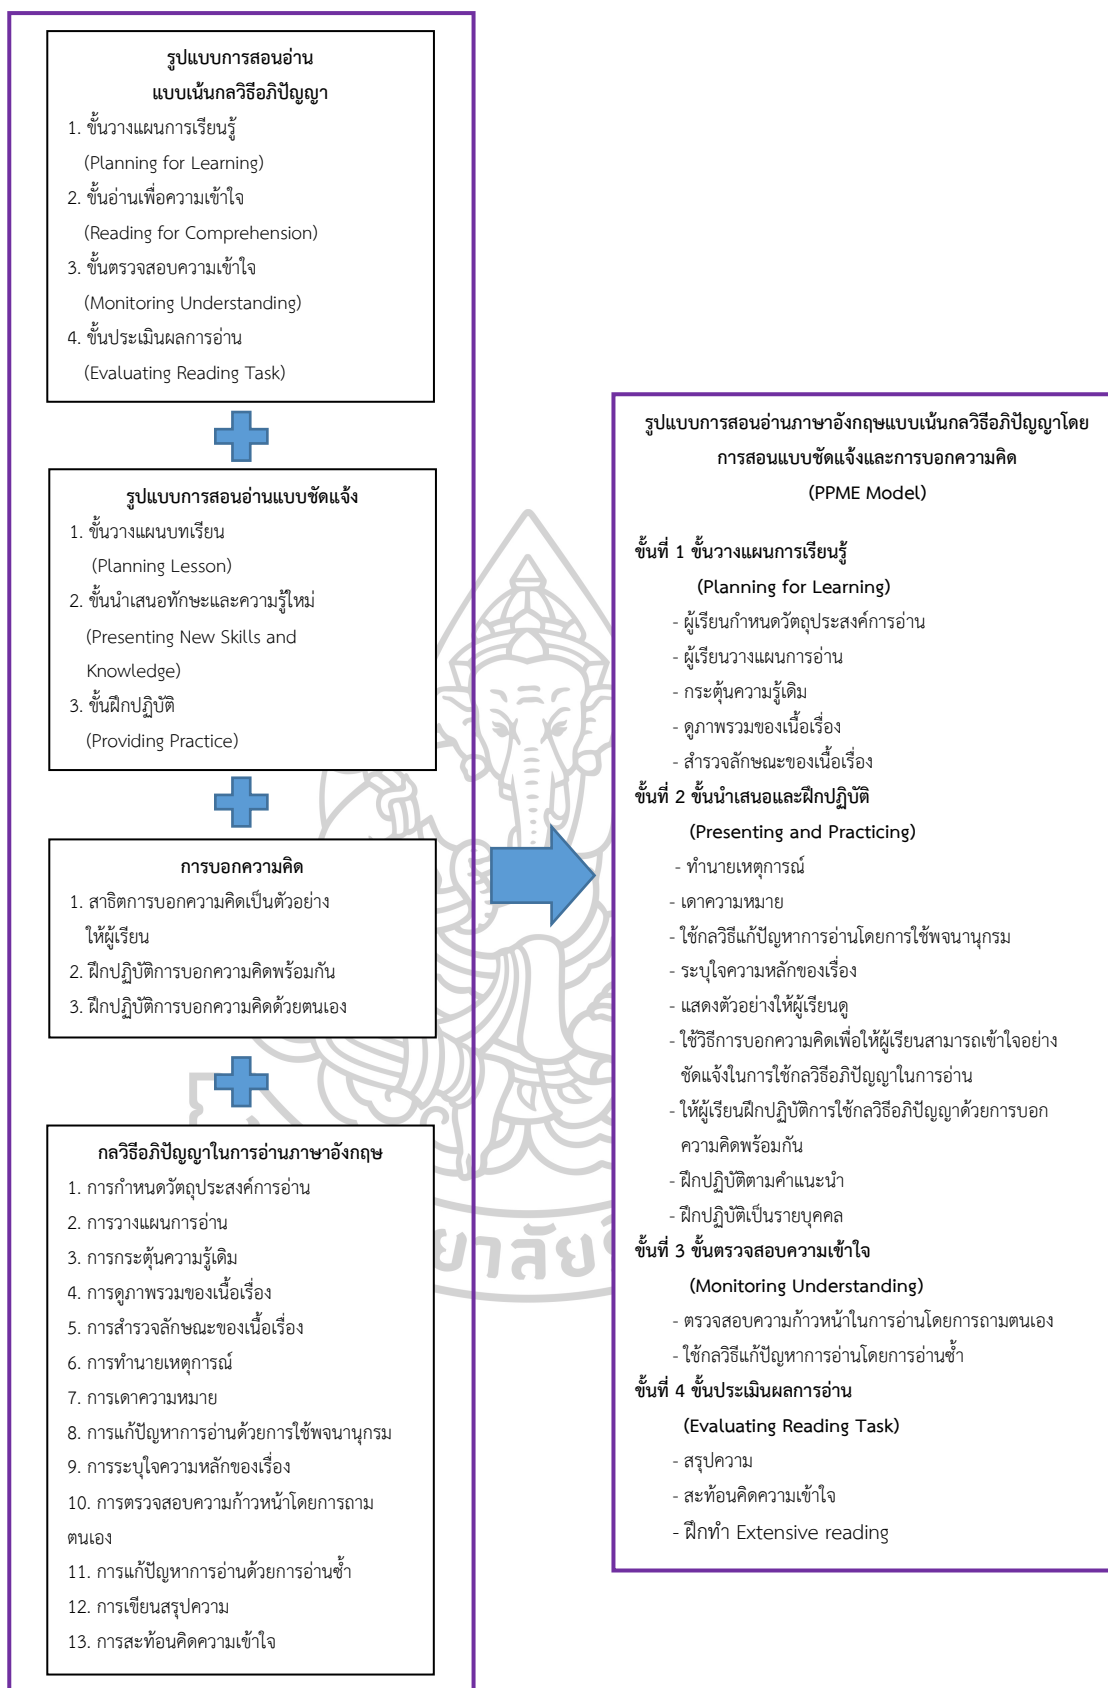 รูปแบบการสอนอ่าน
แบบเน้นกลวิธีอภิปัญญา
1. ขั้นวางแผนการเรียนรู้
(Planning for Learning)
2. ขั้นอ่านเพื่อความเข้าใจ
(Reading for Comprehension)
3. ขั้นตรวจสอบความเข้าใจ
(Monitoring Understanding)
4. ขั้นประเมินผลการอ่าน
(Evaluating Reading Task)
รูปแบบการสอนอ่านแบบชัดแจ้ง
1. ขั้นวางแผนบทเรียน
(Planning Lesson)
2. ขั้นนำเสนอทักษะและความรู้ใหม่
(Presenting New Skills and
Knowledge)
3. ขั้นฝึกปฏิบัติ
(Providing Practice)
การบอกความคิด
1. สาธิตการบอกความคิดเป็นตัวอย่าง
ให้ผู้เรียน
2. ฝึกปฏิบัติการบอกความคิดพร้อมกัน
3. ฝึกปฏิบัติการบอกความคิดด้วยตนเอง
กลวิธีอภิปัญญาในการอ่านภาษาอังกฤษ
1. การกำหนดวัตถุประสงค์การอ่าน
2. การวางแผนการอ่าน
3. การกระตุ้นความรู้เดิม
4. การดูภาพรวมของเนื้อเรื่อง
5. การสำรวจลักษณะของเนื้อเรื่อง
6. การทำนายเหตุการณ์
7. การเดาความหมาย
8. การแก้ปัญหาการอ่านด้วยการใช้พจนานุกรม
9. การระบุใจความหลักของเรื่อง
10. การตรวจสอบความก้าวหน้าโดยการถาม
ตนเอง
11. การแก้ปัญหาการอ่านด้วยการอ่านซ้ำ
12. การเขียนสรุปความ
13. การสะท้อนคิดความเข้าใจ
รูปแบบการสอนอ่านภาษาอังกฤษแบบเน้นกลวิธีอภิปัญญาโดย
การสอนแบบชัดแจ้งและการบอกความคิด
(PPME Model)
ขั้นที่ 1 ขั้นวางแผนการเรียนรู้
(Planning for Learning)
- ผู้เรียนกำหนดวัตถุประสงค์การอ่าน
- ผู้เรียนวางแผนการอ่าน
- กระตุ้นความรู้เดิม
- ดูภาพรวมของเนื้อเรื่อง
- สำรวจลักษณะของเนื้อเรื่อง
ขั้นที่ 2 ขั้นนำเสนอและฝึกปฏิบัติ
(Presenting and Practicing)
- ทำนายเหตุการณ์
- เดาความหมาย
- ใช้กลวิธีแก้ปัญหาการอ่านโดยการใช้พจนานุกรม
- ระบุใจความหลักของเรื่อง
- แสดงตัวอย่างให้ผู้เรียนดู
- ใช้วิธีการบอกความคิดเพื่อให้ผู้เรียนสามารถเข้าใจอย่าง
ชัดแจ้งในการใช้กลวิธีอภิปัญญาในการอ่าน
- ให้ผู้เรียนฝึกปฏิบัติการใช้กลวิธีอภิปัญญาด้วยการบอก
ความคิดพร้อมกัน
- ฝึกปฏิบัติตามคำแนะนำ
- ฝึกปฏิบัติเป็นรายบุคคล
ขั้นที่ 3 ขั้นตรวจสอบความเข้าใจ
(Monitoring Understanding)
- ตรวจสอบความก้าวหน้าในการอ่านโดยการถามตนเอง
- ใช้กลวิธีแก้ปัญหาการอ่านโดยการอ่านซ้ำ
ขั้นที่ 4 ขั้นประเมินผลการอ่าน
(Evaluating Reading Task)
- สรุปความ
- สะท้อนคิดความเข้าใจ
- ฝึกทำ Extensive reading